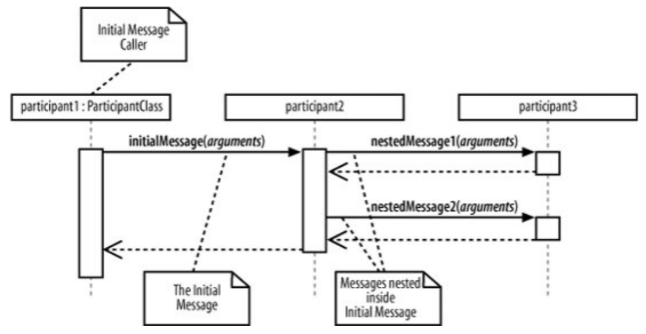 Initial Message
Caller
participant1 : ParticipantClass
participant2
participant3
initialMessage(arguments)
nestedMessage1(arguments)
nestedMessage2(arguments)
The Initial
Message
Messages nested
inside
Initial Message